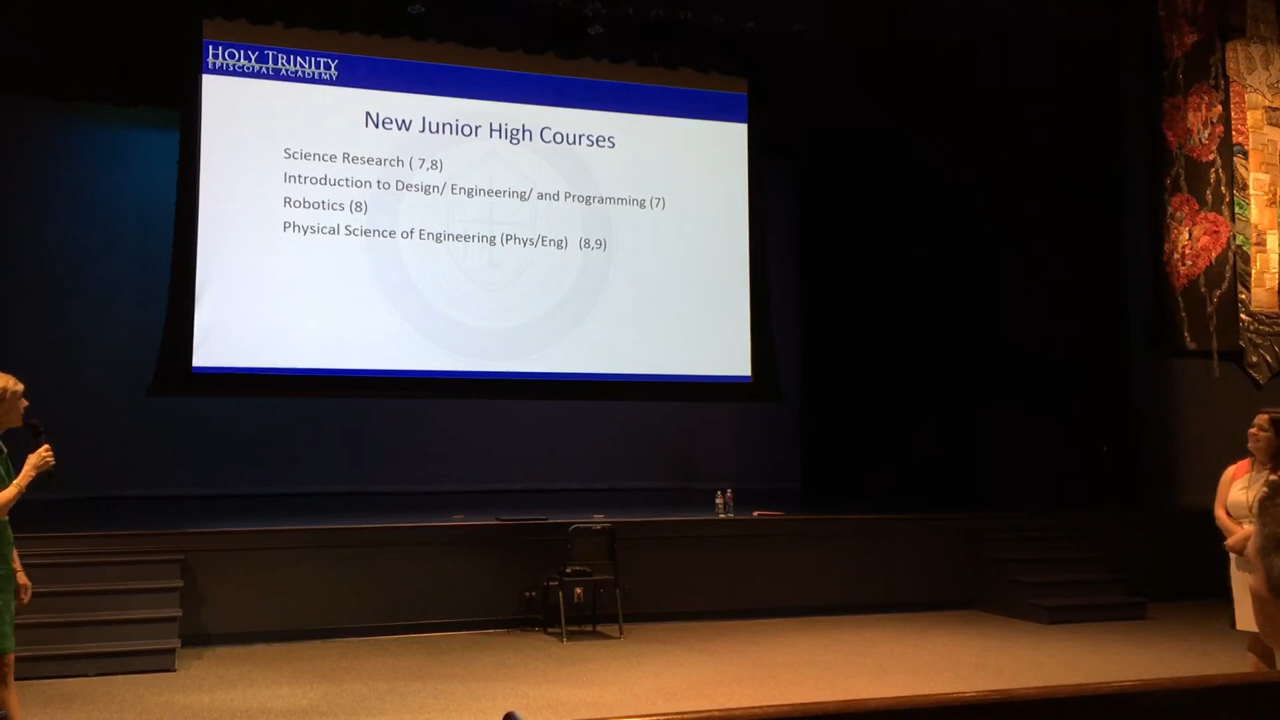 HOLY TRINITY
EPISCOPAL ACADEMY
New Junior High Courses
Science Research ( 7,8)
Introduction to Design/ Engineering/ and Programming (7)
Robotics (8)
Physical Science of Engineering (Phys/Eng) (8,9)